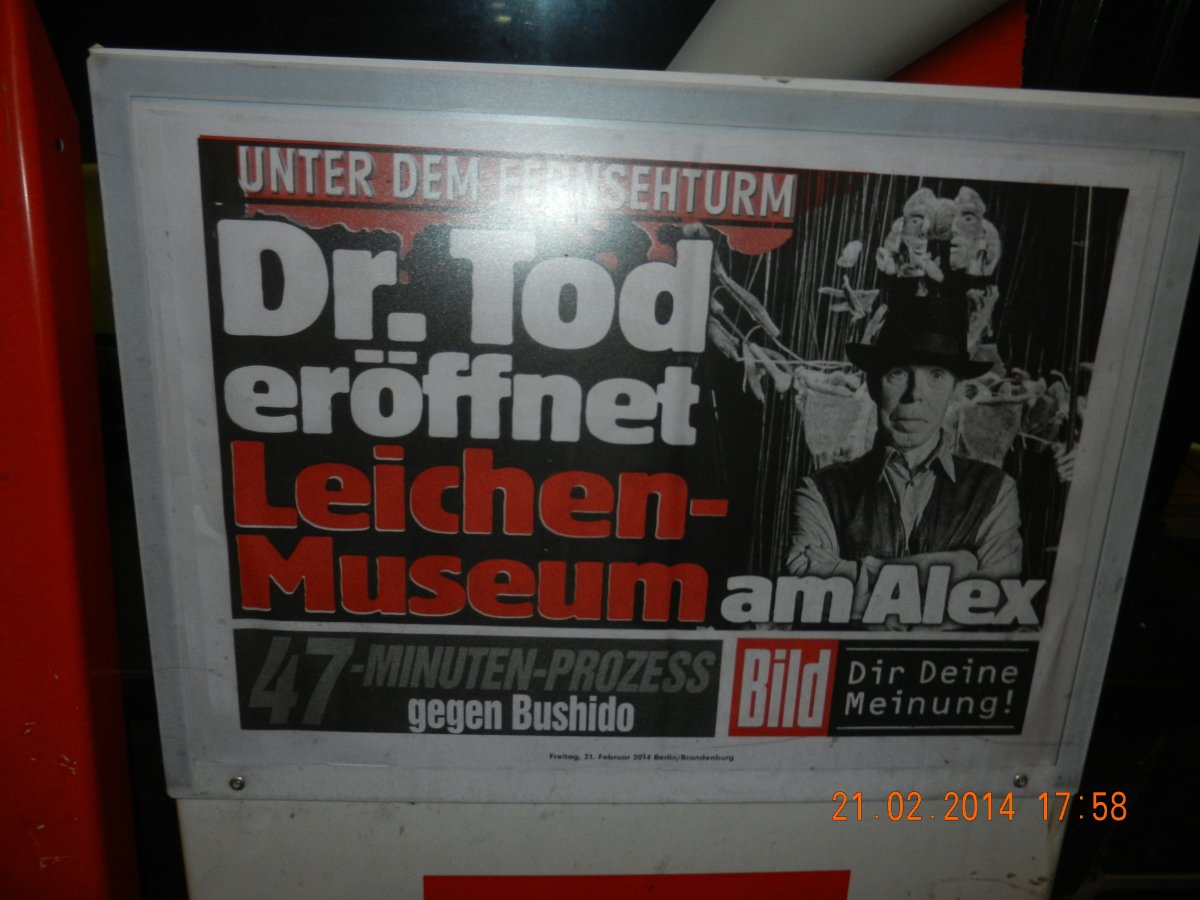 UNTER DEM FERNSEHTURM
Dr. Tod
eröffnet
Leichen-
Museum am Alex
47-MINUTEN-PROZESS
gegen Bushido
Bild
Dir Deine
Meinung!
Freitag, 21. Februar 2014 Berlin/Brandenburg
21.02.2014 17:58